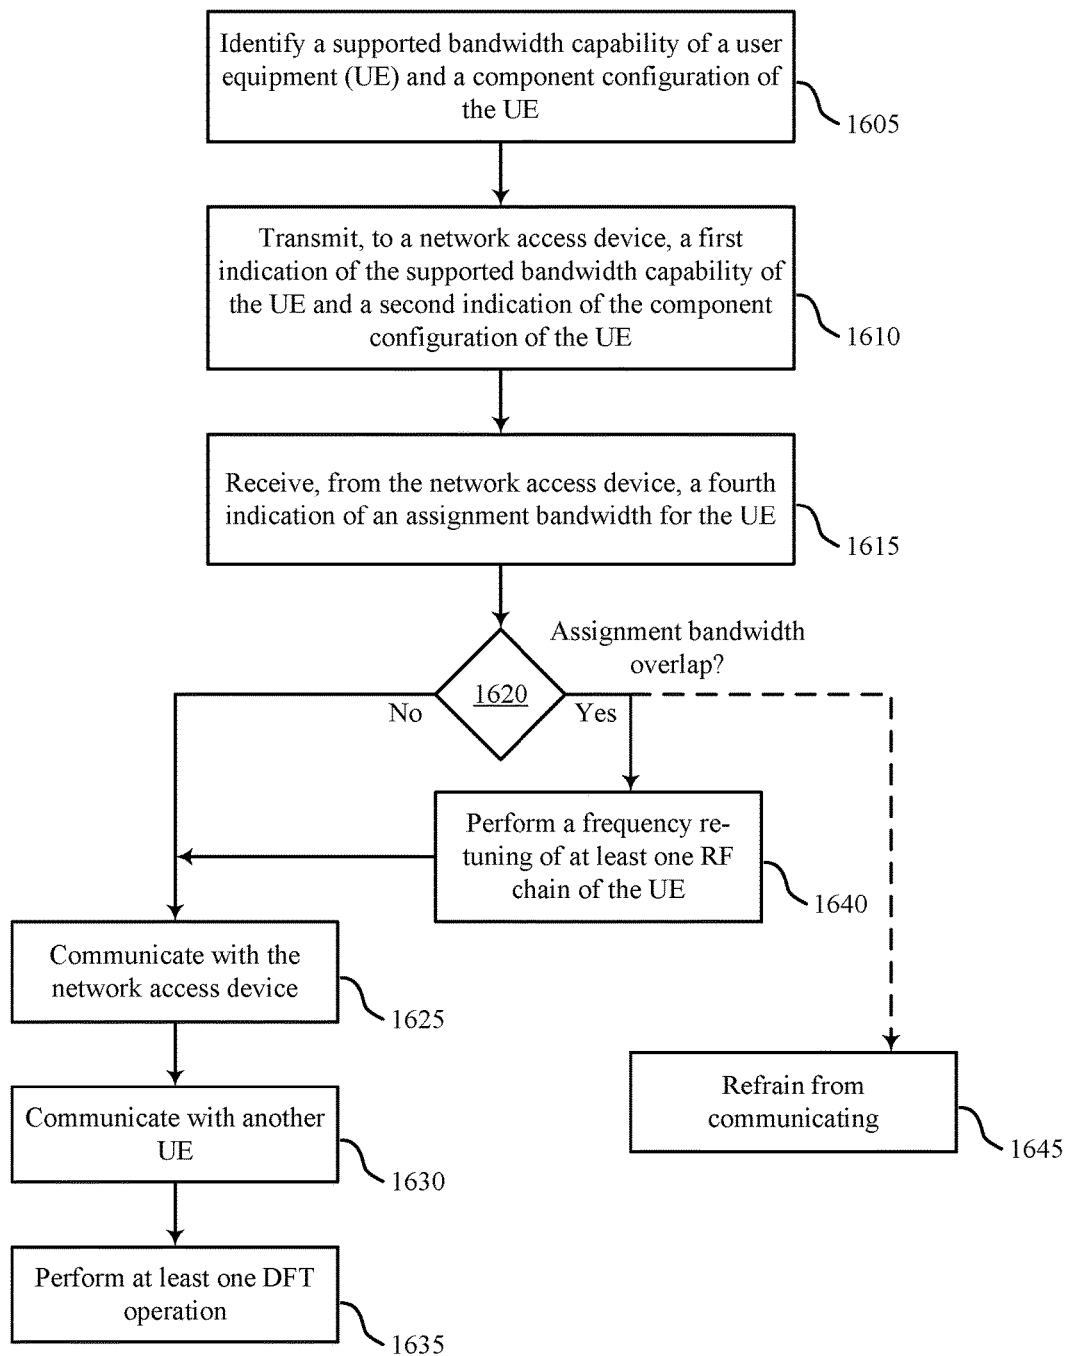 Identify a supported bandwidth capability of a user
equipment (UE) and a component configuration of
the UE
1605
Transmit, to a network access device, a first
indication of the supported bandwidth capability of
the UE and a second indication of the component
configuration of the UE
1610
Receive, from the network access device, a fourth
indication of an assignment bandwidth for the UE
1615
Assignment bandwidth
overlap?
1620
No
Yes
Perform a frequency re-
tuning of at least one RF
chain of the UE
1640
Communicate with the
network access device
1625
Communicate with another
UE
1630
Refrain from
communicating
1645
Perform at least one DFT
operation
1635